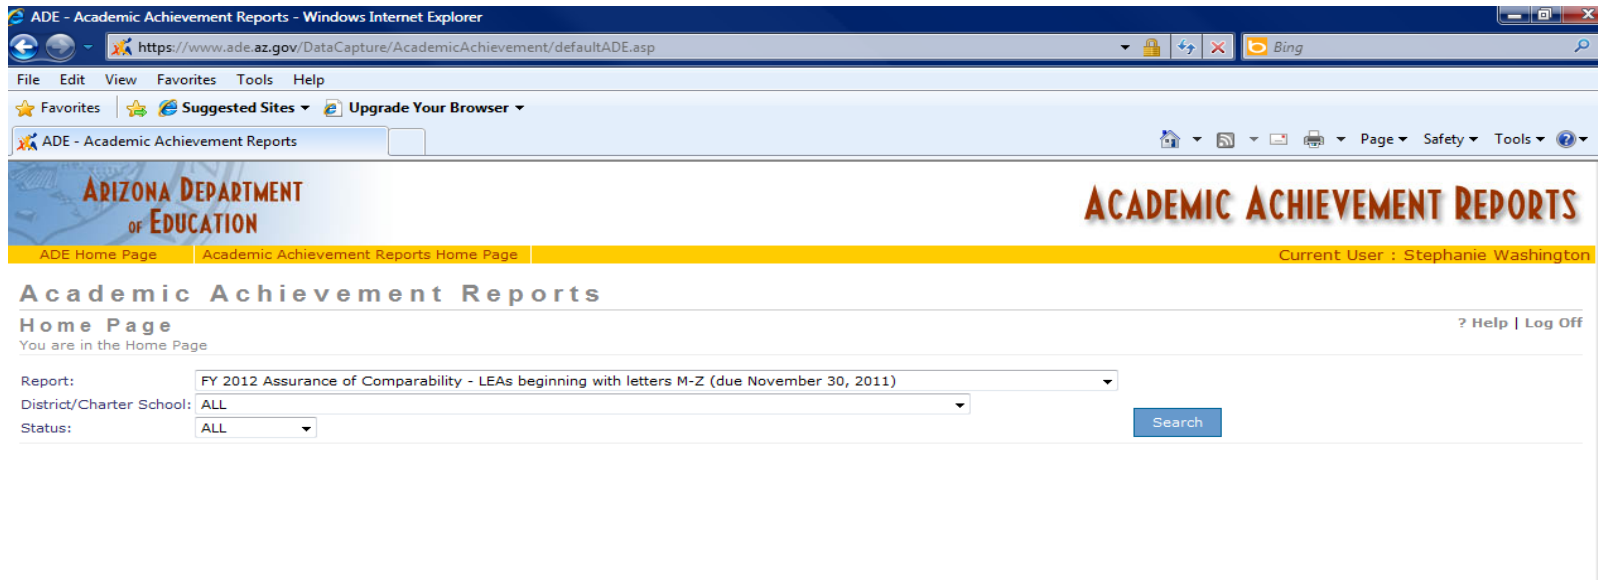 ADE - Academic Achievement Reports - Windows Internet Explorer
https://www.ade.az.gov/DataCapture/AcademicAchievement/defaultADE.asp
Bing
File Edit View Favorites Tools Help
Favorites Suggested Sites Upgrade Your Browser
ADE - Academic Achievement Reports Page Safety Tools
ARIZONA DEPARTMENT
OF EDUCATION
ACADEMIC ACHIEVEMENT REPORTS
ADE Home Page Academic Achievement Reports Home Page Current User : Stephanie Washington
Academic Achievement Reports
Home Page ? Help | Log Off
You are in the Home Page
Report: FY 2012 Assurance of Comparability - LEAs beginning with letters M-Z (due November 30, 2011)
District/Charter School: ALL
Status: ALL Search